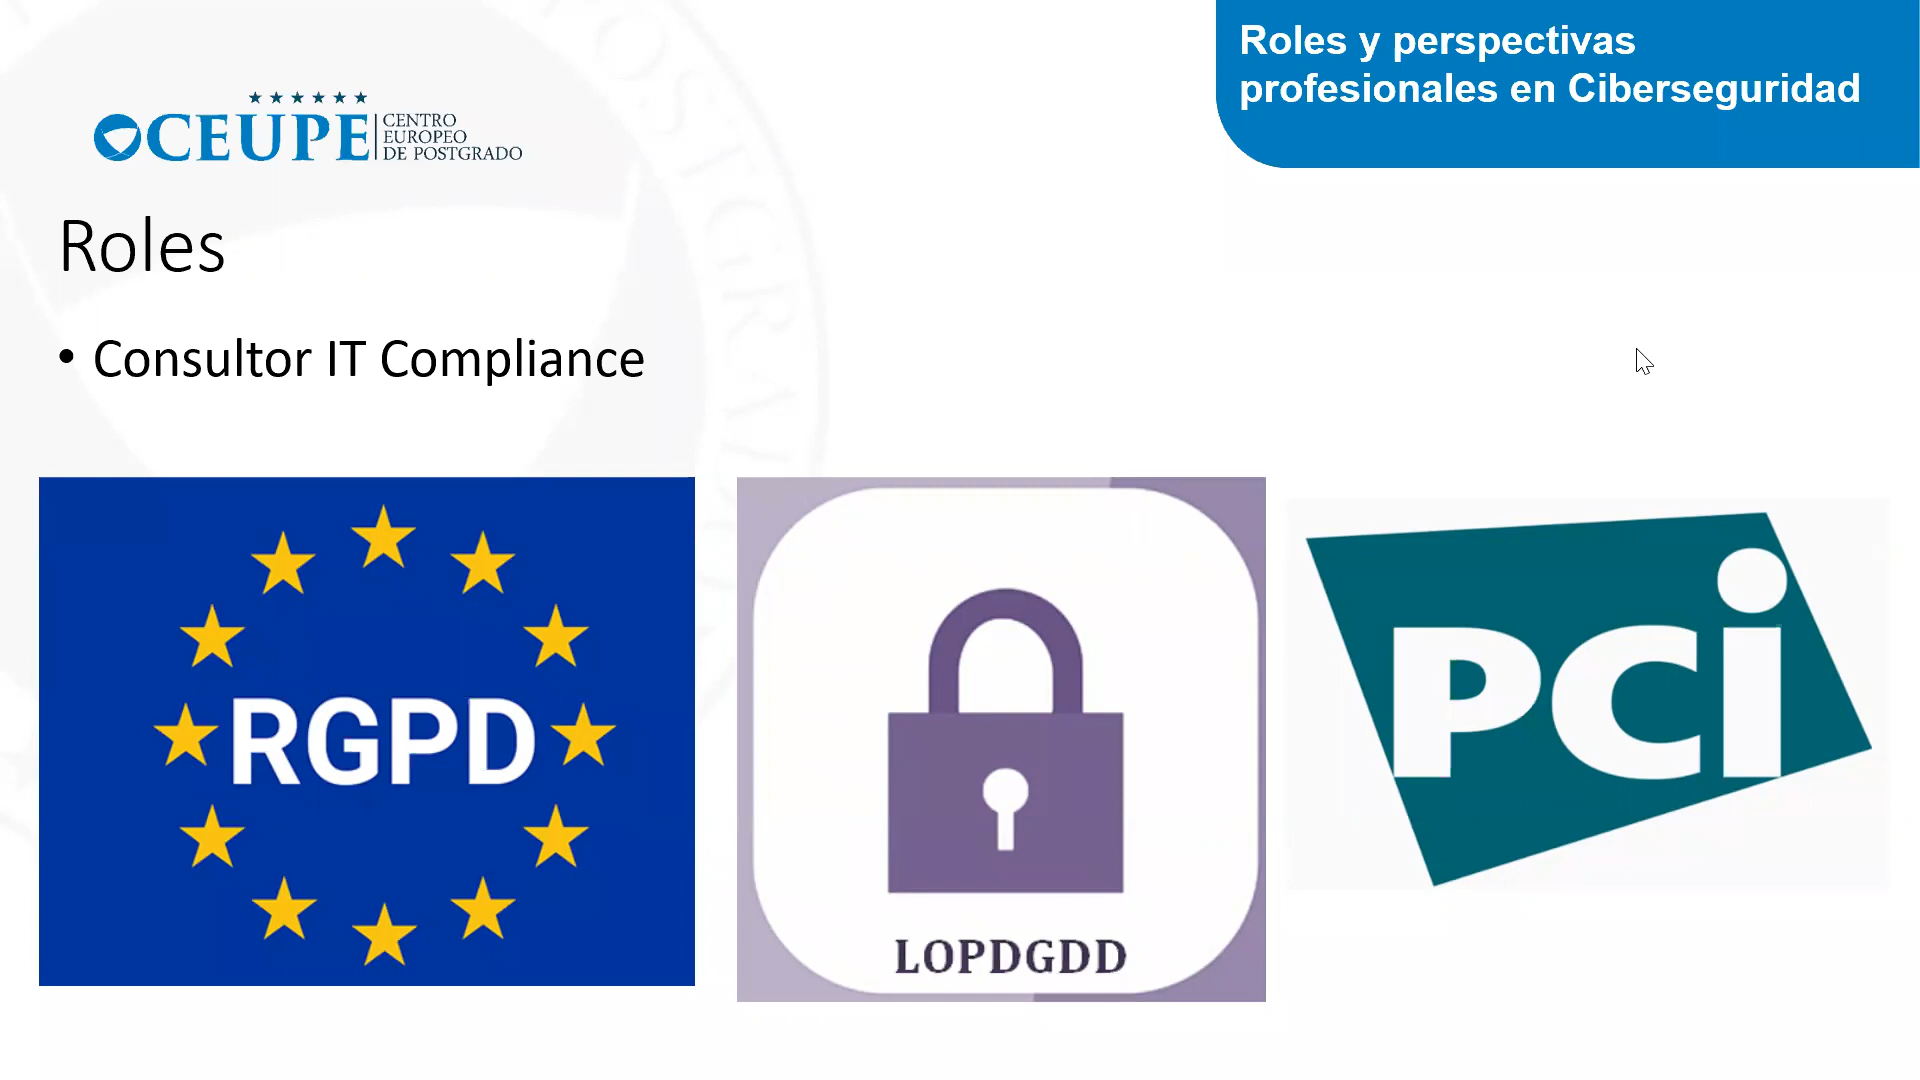 Roles y perspectivas
profesionales en Ciberseguridad
CEUPE
CENTRO
EUROPEO
DE POSTGRADO
Roles
• Consultor IT Compliance
RGPD
LOPDGDD
PCi